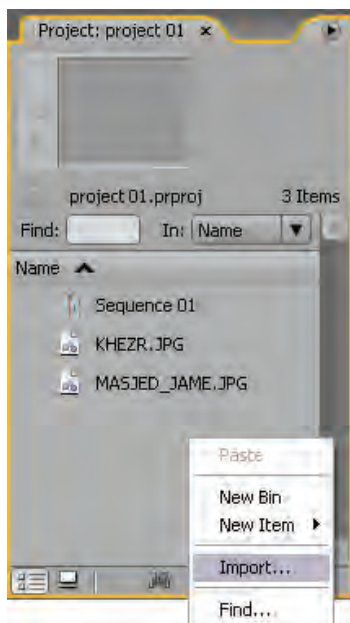 Project: project 01 ×
project 01.prproj 3 Items
Find: In: Name
Name
Sequence 01
KHEZR.JPG
MASJED_JAME.JPG
Paste
New Bin
New Item
Import...
Find...